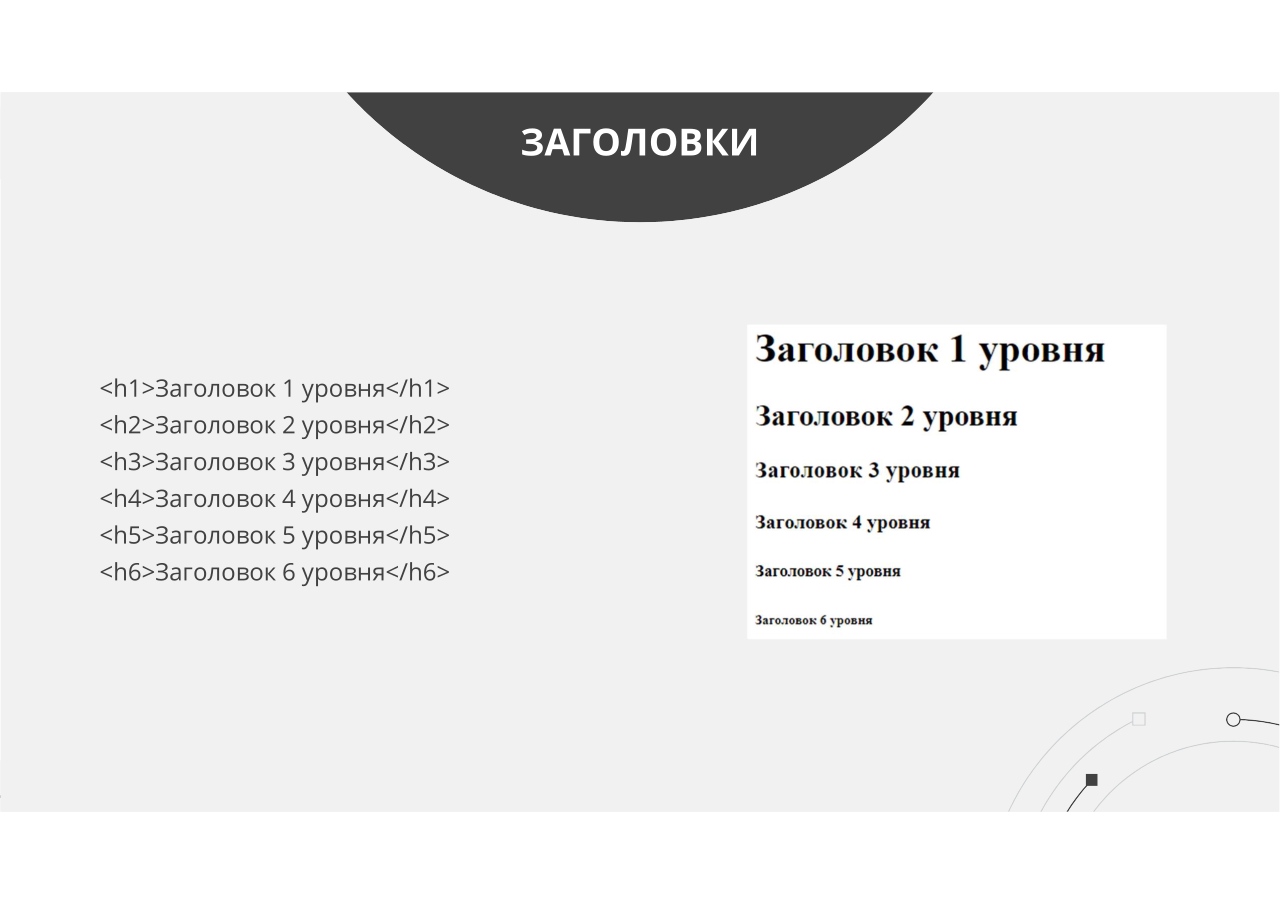 ЗАГОЛОВКИ
<h1>Заголовок 1 уровня</h1>
<h2>Заголовок 2 уровня</h2>
<h3>Заголовок 3 уровня</h3>
<h4>Заголовок 4 уровня</h4>
<h5>Заголовок 5 уровня</h5>
<h6>Заголовок 6 уровня</h6>
Заголовок 1 уровня
Заголовок 2 уровня
Заголовок 3 уровня
Заголовок 4 уровня
Заголовок 5 уровня
Заголовок 6 уровня